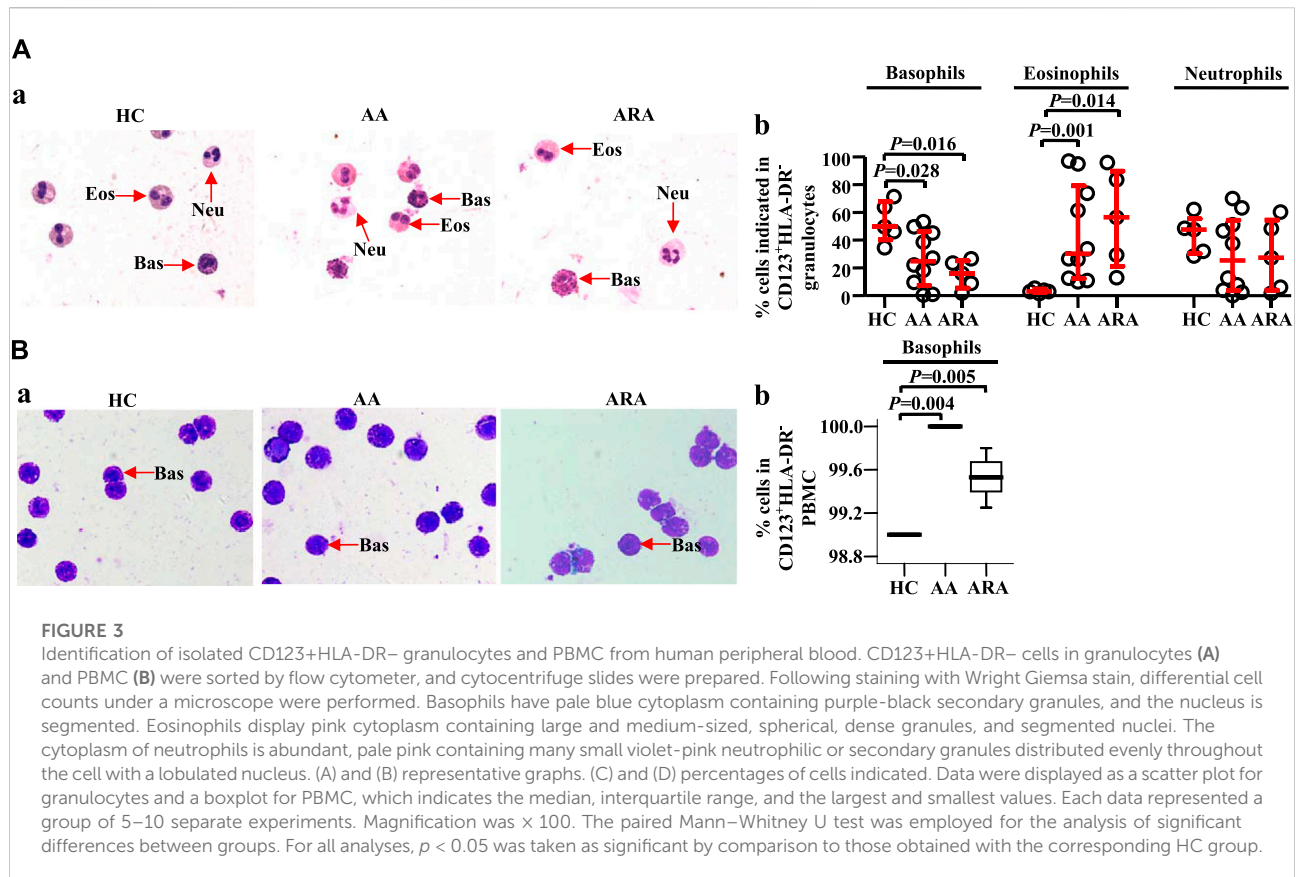 A
a
HC
AA
ARA
Eos
Neu
Bas
Neu
Bas
Eos
Eos
Neu
Bas
b
Basophils
Eosinophils
Neutrophils
P=0.014
P=0.001
P=0.016
P=0.028
% cells indicated in
CD123⁺HLA-DR⁻
granulocytes
100
80
60
40
20
0
HC AA ARA
HC AA ARA
HC AA ARA
B
a
HC
AA
ARA
Bas
Bas
Bas
b
Basophils
P=0.005
P=0.004
% cells in
CD123⁺HLA-DR⁻
PBMC
100.0
99.6
99.2
98.8
HC AA ARA
FIGURE 3
Identification of isolated CD123+HLA-DR− granulocytes and PBMC from human peripheral blood. CD123+HLA-DR− cells in granulocytes (A)
and PBMC (B) were sorted by flow cytometer, and cytocentrifuge slides were prepared. Following staining with Wright Giemsa stain, differential cell
counts under a microscope were performed. Basophils have pale blue cytoplasm containing purple-black secondary granules, and the nucleus is
segmented. Eosinophils display pink cytoplasm containing large and medium-sized, spherical, dense granules, and segmented nuclei. The
cytoplasm of neutrophils is abundant, pale pink containing many small violet-pink neutrophilic or secondary granules distributed evenly throughout
the cell with a lobulated nucleus. (A) and (B) representative graphs. (C) and (D) percentages of cells indicated. Data were displayed as a scatter plot for
granulocytes and a boxplot for PBMC, which indicates the median, interquartile range, and the largest and smallest values. Each data represented a
group of 5–10 separate experiments. Magnification was × 100. The paired Mann–Whitney U test was employed for the analysis of significant
differences between groups. For all analyses, p < 0.05 was taken as significant by comparison to those obtained with the corresponding HC group.